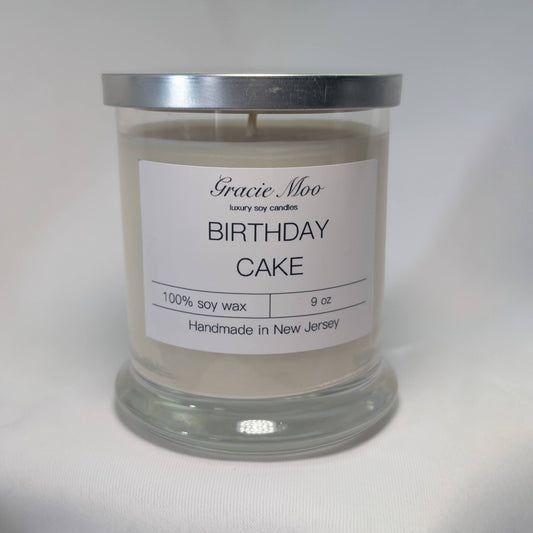 Gracie Moo
luxury soy candles
BIRTHDAY
CAKE
100% soy wax 9 oz
Handmade in New Jersey